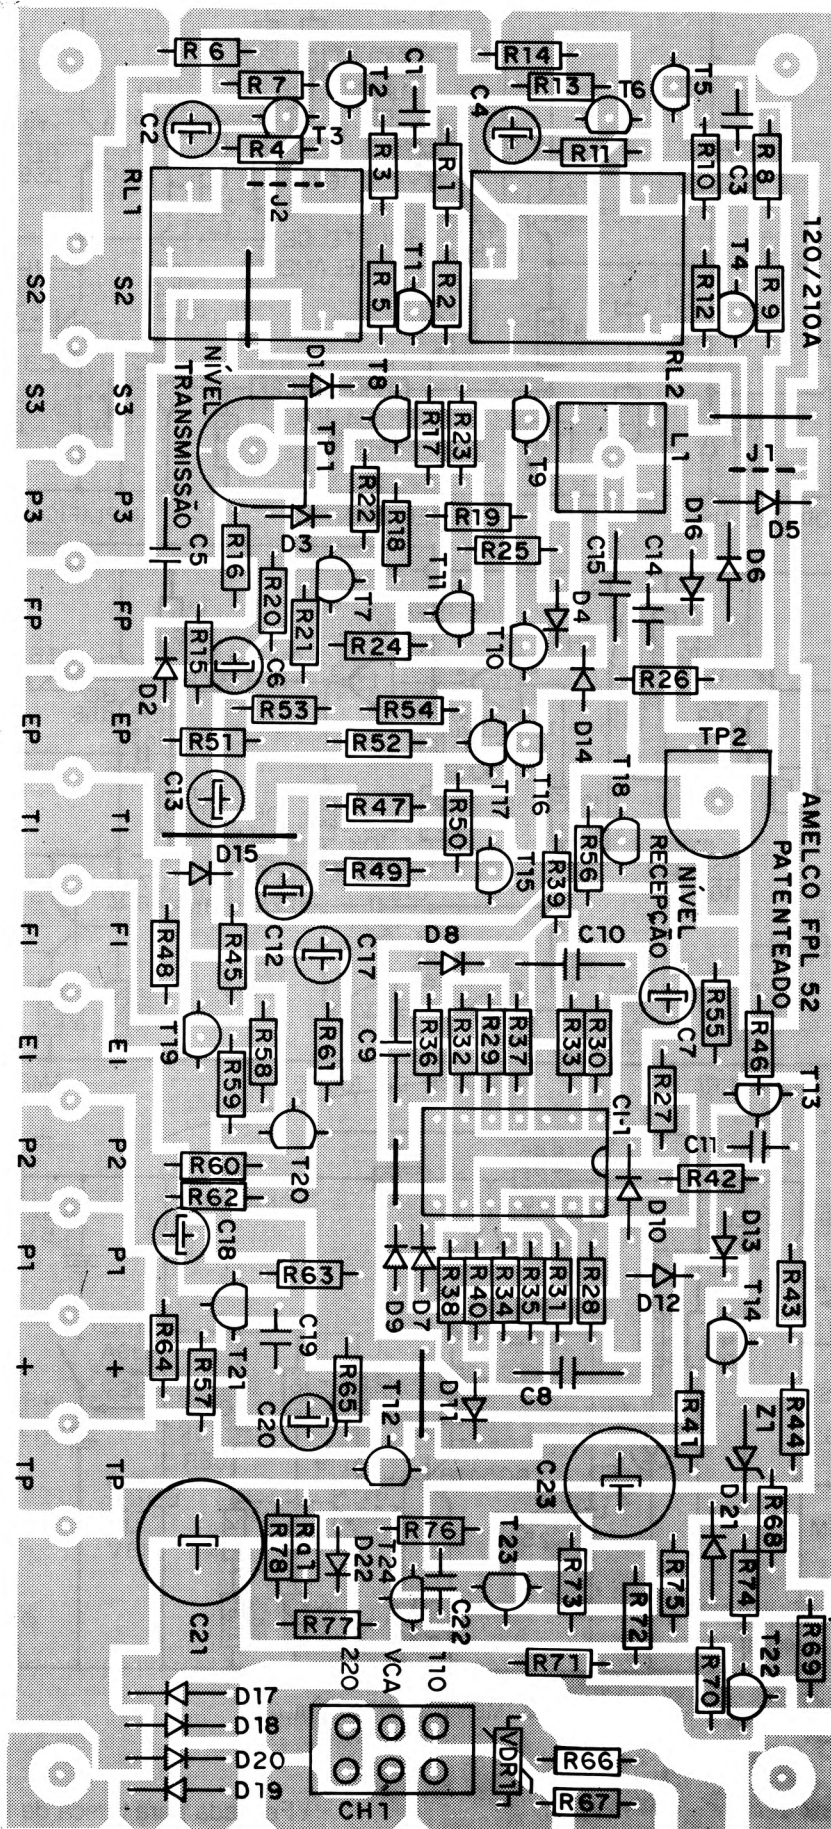 R6
R7
T2
C1
R14
R13
T6
T5
C2
T3
R4
C4
R11
R3
R1
R10
C3
R8
RL1
J2
120/210A
S2
S2
R5
T1
R2
R12
T4
R9
RL2
NÍVEL
TRANSMISSÃO
D1
T8
S3
S3
TP1
R17
R23
T9
L1
J1
P3
P3
C5
R16
D3
R22
R18
R19
R25
T11
C15
C14
D16
D6
D5
FP
FP
R20
R21
T7
R15
C6
R24
T10
D4
D2
R26
EP
EP
R53
R54
D14
TP2
R51
R52
T17
T16
T18
C13
R47
R50
T1
T1
D15
R49
T15
R39
R56
NÍVEL
RECEPÇÃO
AMELCO FPL 52
PATENTEADO
F1
F1
R48
R45
C12
C17
D8
C10
C7
R55
E1
E1
T19
R59
R58
R61
C9
R36
R32
R29
R37
R33
R30
R27
R46
T13
CI-1
C11
P2
P2
R60
R62
T20
R42
D10
P1
P1
C18
R63
D9
D7
R38
R40
R34
R35
R31
R28
D12
D13
T14
R43
T21
C19
+
+
R64
R57
R65
C20
T12
D11
C8
R41
Z1
R44
TP
TP
C23
C21
R78
Ra1
D22
T24
R76
C22
T23
R73
R72
R75
D21
R74
R68
R77
R69
R71
R70
T22
220
VCA
110
D17
D18
D20
D19
CH1
VDR1
R66
R67